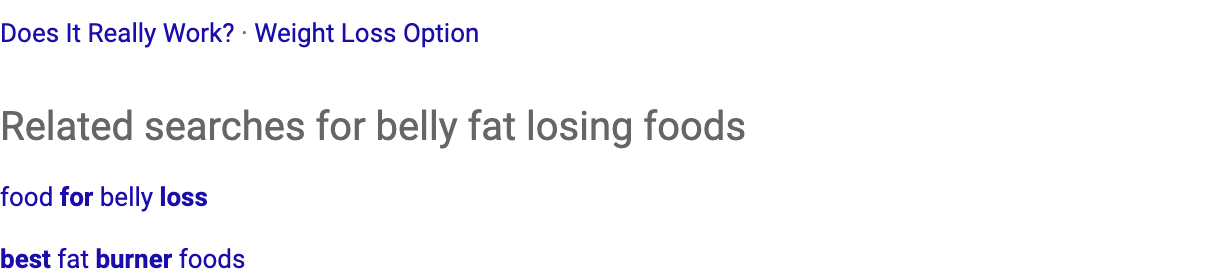 Does It Really Work? · Weight Loss Option
Related searches for belly fat losing foods
food for belly loss
best fat burner foods